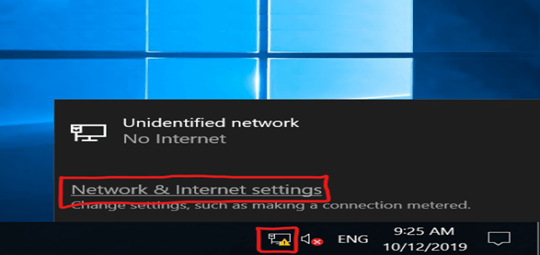 Unidentified network
No Internet
Network & Internet settings
Change settings, such as making a connection metered.
ENG
9:25 AM
10/12/2019